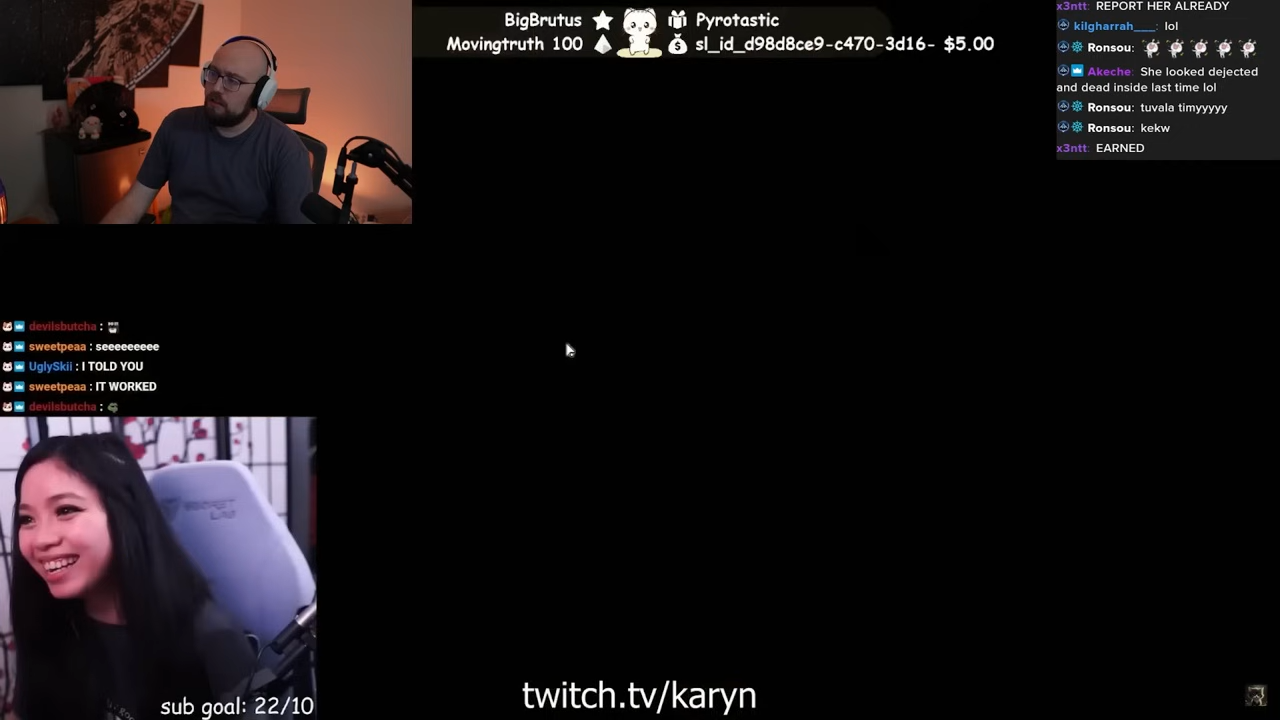 BigBrutus
Pyrotastic
Movingtruth 100
sl_id_d98d8ce9-c470-3d16- $5.00
x3ntt: REPORT HER ALREADY
kilgharrah___: lol
Ronsou:
Akeche: She looked dejected
and dead inside last time lol
Ronsou: tuvala timyyyyy
Ronsou: kekw
x3ntt: EARNED
devilsbutcha :
sweetpeaa : seeeeeeeee
UglySkii : I TOLD YOU
sweetpeaa : IT WORKED
devilsbutcha :
sub goal: 22/10
twitch.tv/karyn